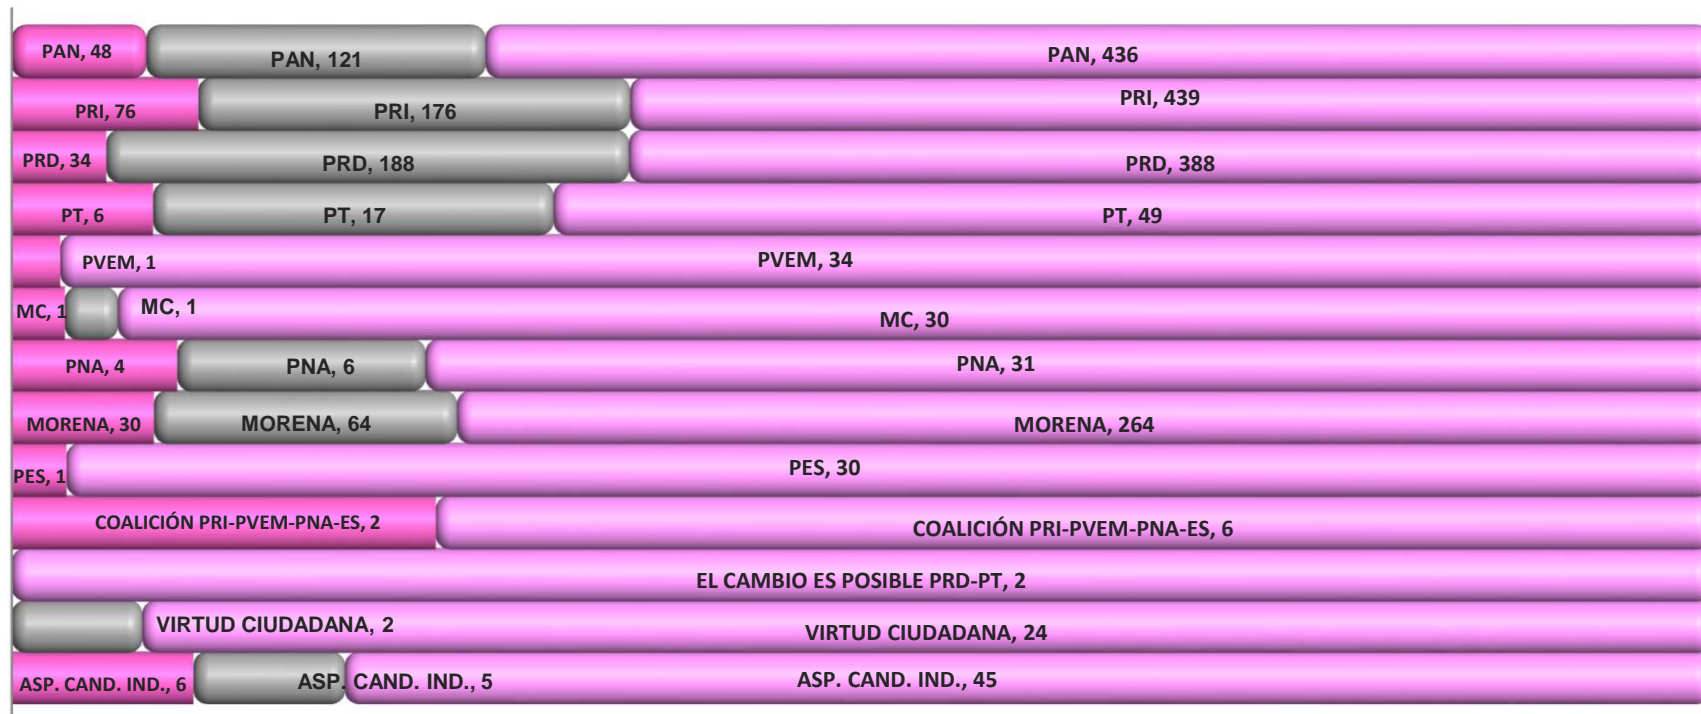 PAN, 48 PAN, 121 PAN, 436
PRI, 76 PRI, 176 PRI, 439
PRD, 34 PRD, 188 PRD, 388
PT, 6 PT, 17 PT, 49
PVEM, 1 PVEM, 34
MC, 1 MC, 1 MC, 30
PNA, 4 PNA, 6 PNA, 31
MORENA, 30 MORENA, 64 MORENA, 264
PES, 1 PES, 30
COALICIÓN PRI-PVEM-PNA-ES, 2 COALICIÓN PRI-PVEM-PNA-ES, 6
EL CAMBIO ES POSIBLE PRD-PT, 2
VIRTUD CIUDADANA, 2 VIRTUD CIUDADANA, 24
ASP. CAND. IND., 6 ASP. CAND. IND., 5 ASP. CAND. IND., 45